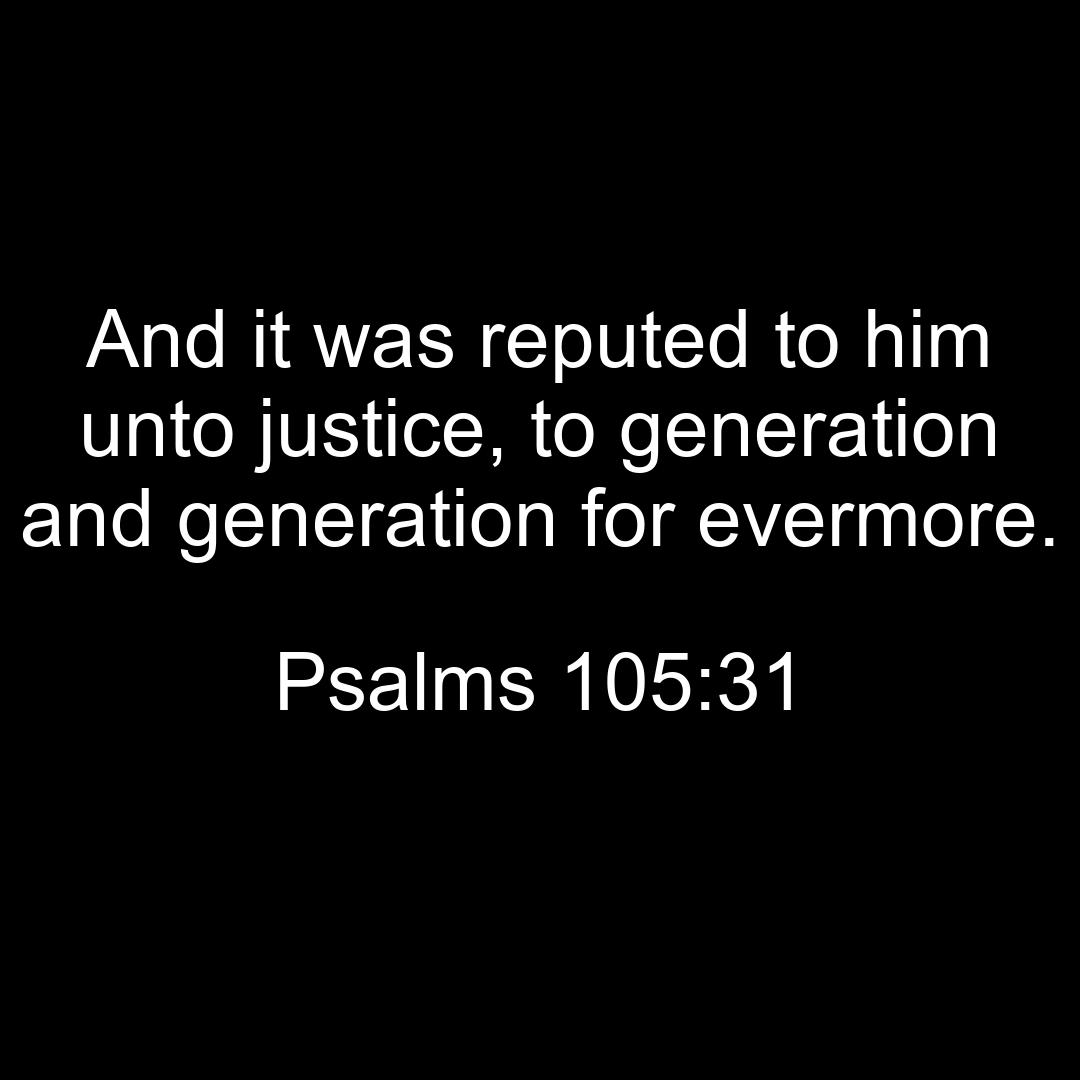 And it was reputed to him
unto justice, to generation
and generation for evermore.
Psalms 105:31